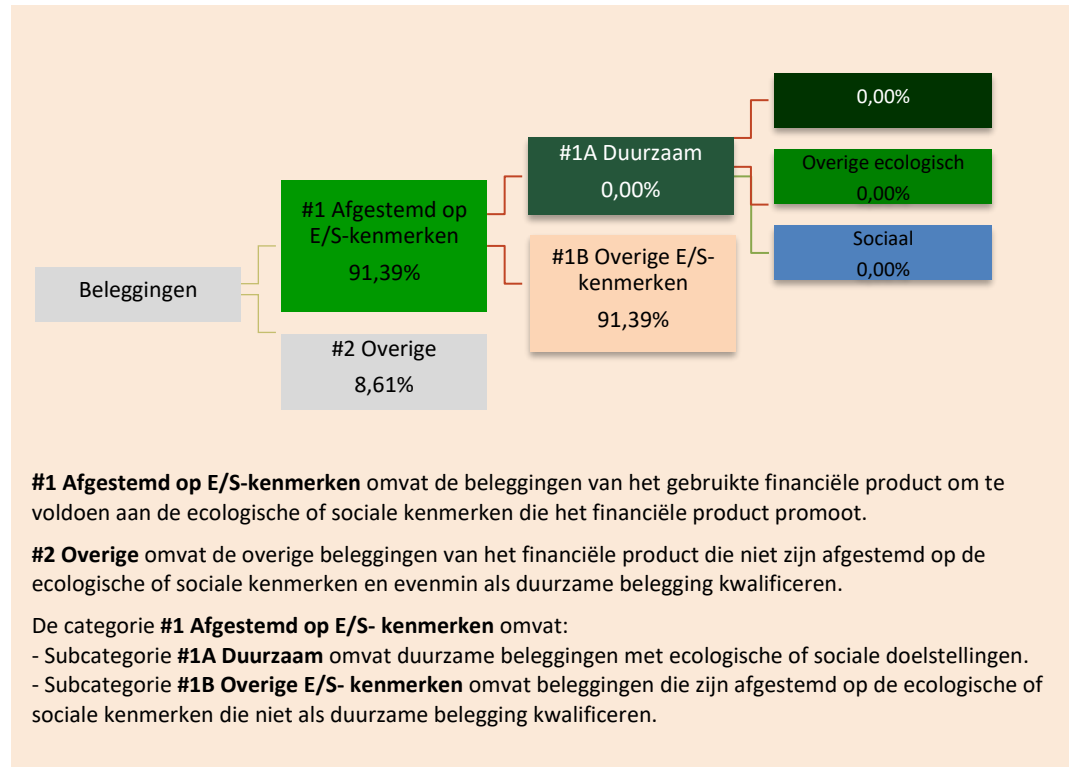 0,00%
#1A Duurzaam
0,00%
Overige ecologisch
0,00%
#1 Afgestemd op
E/S-kenmerken
91,39%
Sociaal
0,00%
#1B Overige E/S-
kenmerken
91,39%
Beleggingen
#2 Overige
8,61%
#1 Afgestemd op E/S-kenmerken omvat de beleggingen van het gebruikte financiële product om te
voldoen aan de ecologische of sociale kenmerken die het financiële product promoot.
#2 Overige omvat de overige beleggingen van het financiële product die niet zijn afgestemd op de
ecologische of sociale kenmerken en evenmin als duurzame belegging kwalificeren.
De categorie #1 Afgestemd op E/S- kenmerken omvat:
- Subcategorie #1A Duurzaam omvat duurzame beleggingen met ecologische of sociale doelstellingen.
- Subcategorie #1B Overige E/S- kenmerken omvat beleggingen die zijn afgestemd op de ecologische of
sociale kenmerken die niet als duurzame belegging kwalificeren.